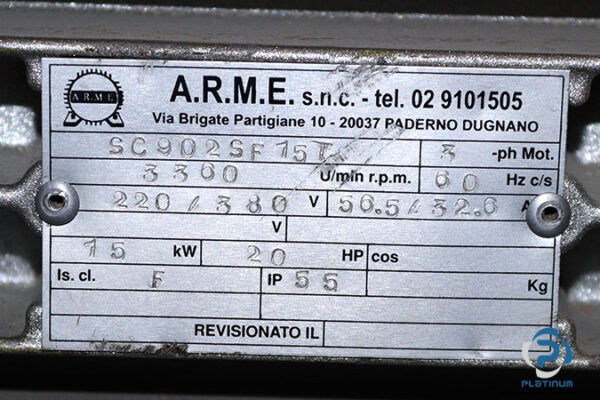 A.R.M.E.
A.R.M.E. s.n.c. - tel. 02 9101505
Via Brigate Partigiane 10 - 20037 PADERNO DUGNANO
SC902SF15T 3 -ph Mot.
3360 U/min r.p.m. 60 Hz c/s
220/380 V 56.5/32.6 A
V
15 kW 20 HP cos
Is. cl. F IP 55 Kg
REVISIONATO IL
PLATINUM